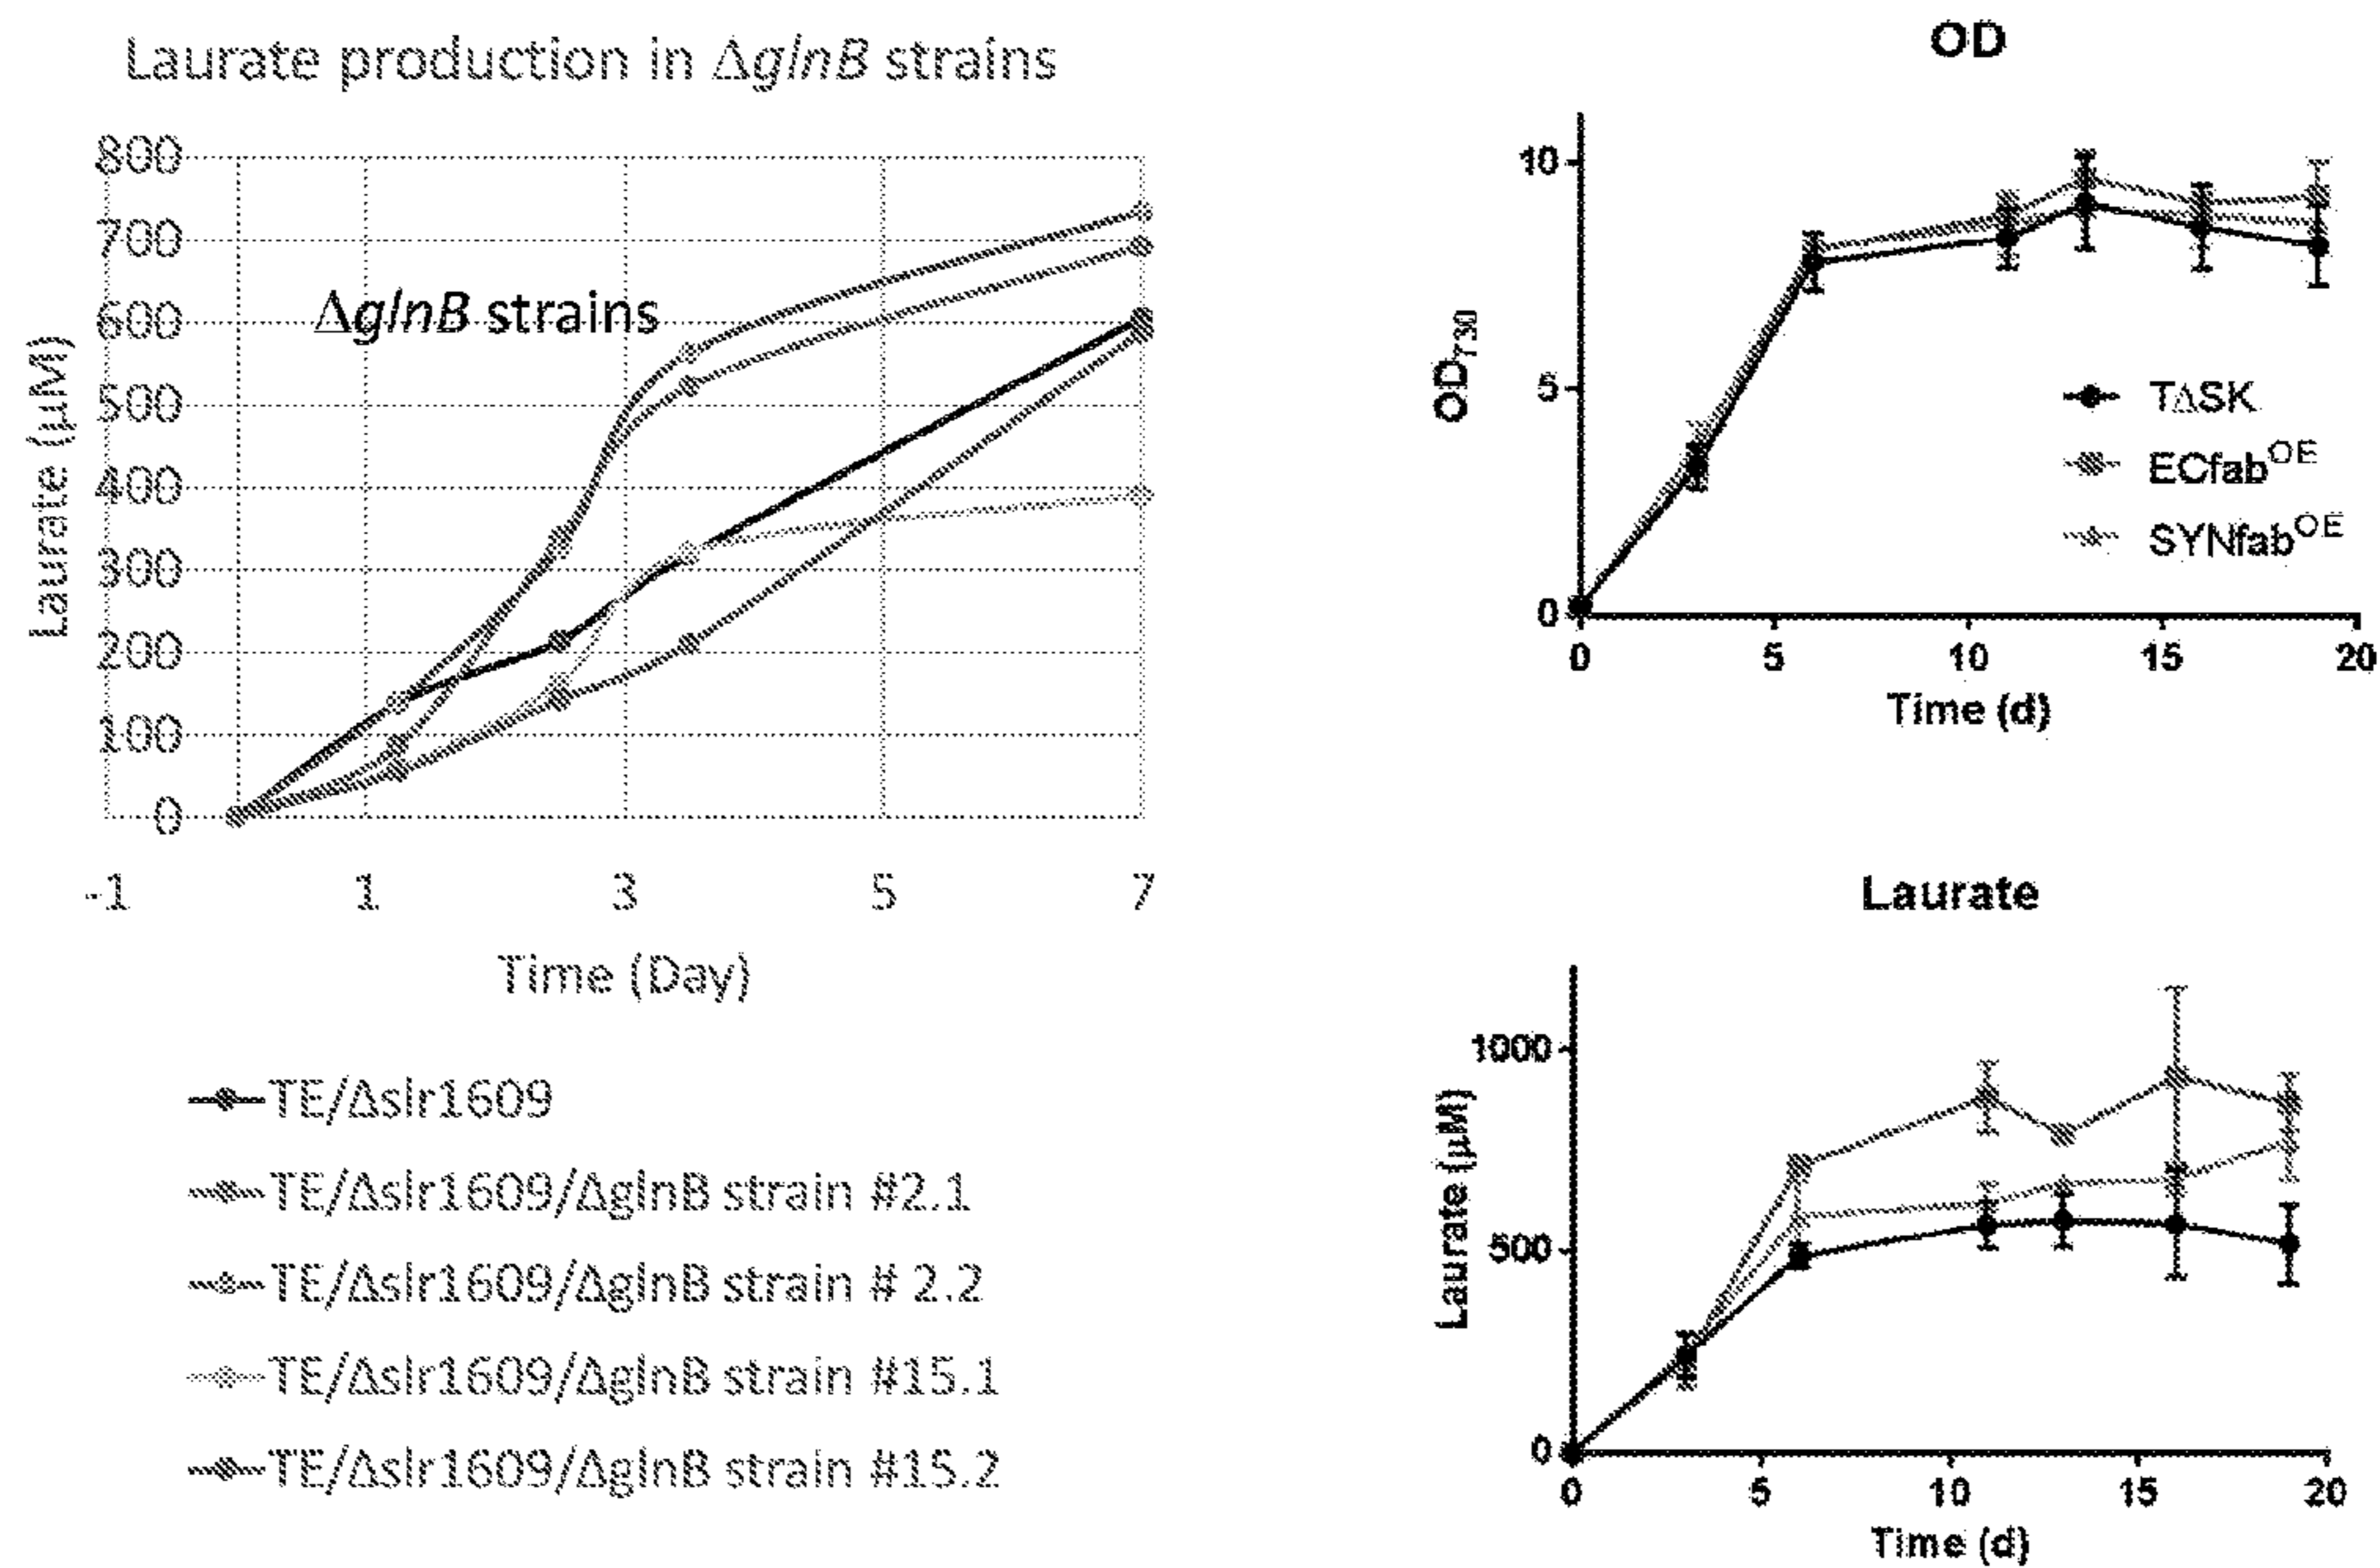 Laurate production in ΔglnB strains
800
700
600
500
400
300
200
100
0
Laurate (µM)
ΔglnB strains
-1 1 3 5 7
Time (Day)
TE/Δslr1609
TE/Δslr1609/ΔglnB strain #2.1
TE/Δslr1609/ΔglnB strain # 2.2
TE/Δslr1609/ΔglnB strain #15.1
TE/Δslr1609/ΔglnB strain #15.2
OD
10
5
0
OD730
TΔSK
ECfabOE
SYNfabOE
0 5 10 15 20
Time (d)
Laurate
1000
500
0
Laurate (µM)
0 5 10 15 20
Time (d)